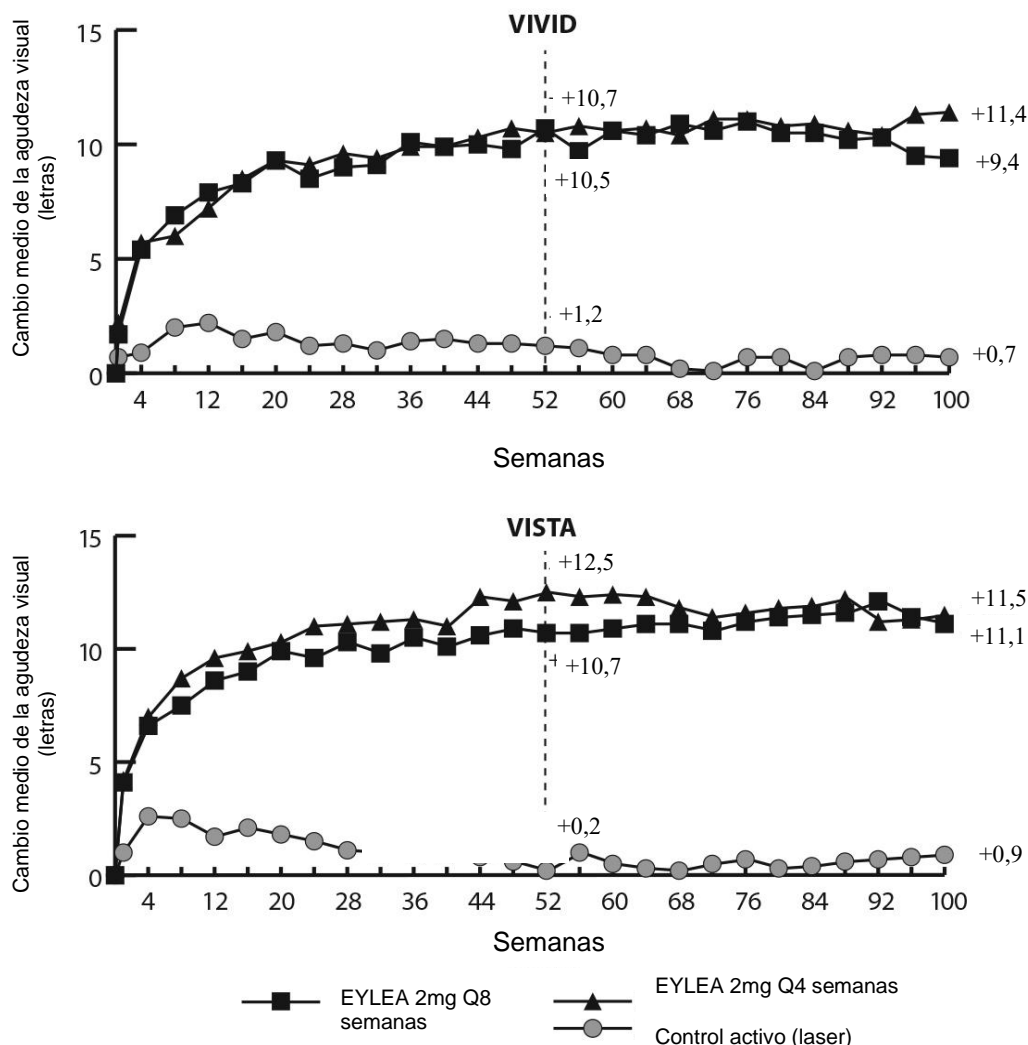 VIVID
Cambio medio de la agudeza visual
(letras)
15
10
5
0
+10,7
+10,5
+1,2
+11,4
+9,4
+0,7
4 12 20 28 36 44 52 60 68 76 84 92 100
Semanas
VISTA
Cambio medio de la agudeza visual
(letras)
15
10
5
0
+12,5
+ +10,7
+0,2
+11,5
+11,1
+0,9
4 12 20 28 36 44 52 60 68 76 84 92 100
Semanas
EYLEA 2mg Q8
semanas
EYLEA 2mg Q4 semanas
Control activo (laser)